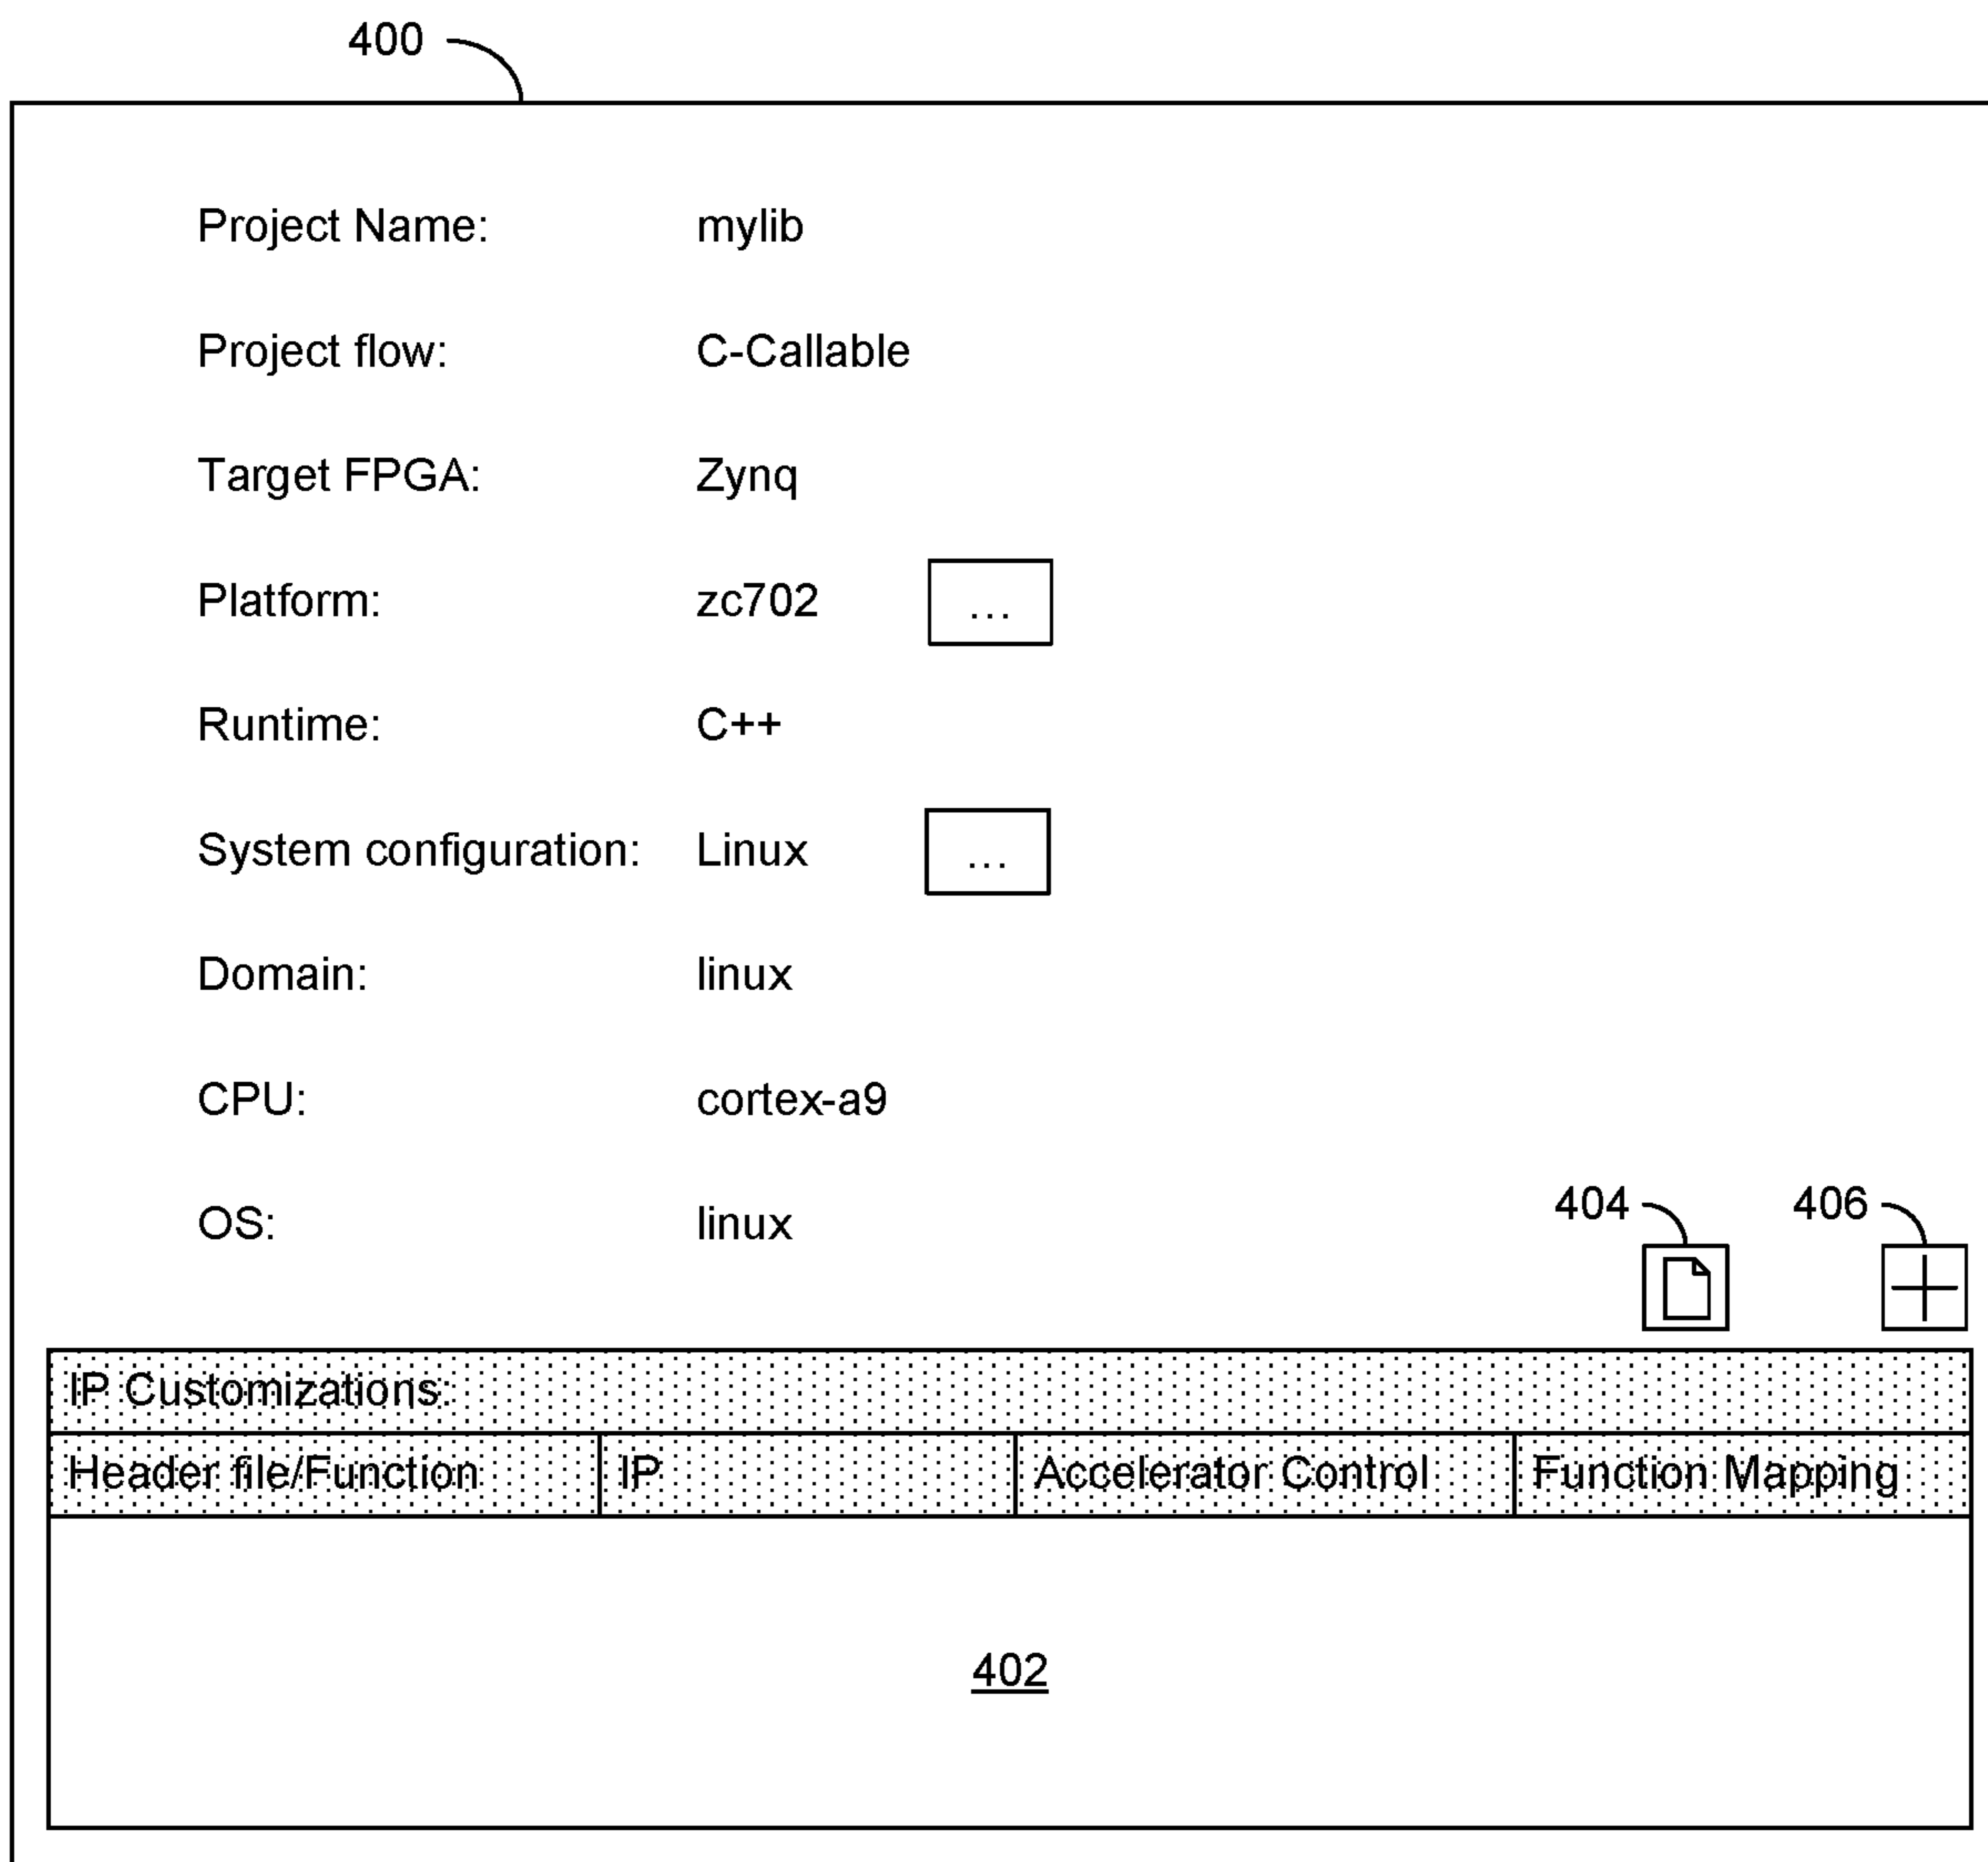 400
Project Name: mylib
Project flow: C-Callable
Target FPGA: Zynq
Platform: zc702 ...
Runtime: C++
System configuration: Linux ...
Domain: linux
CPU: cortex-a9
OS: linux
404 406
IP Customizations:
Header file/Function IP Accelerator Control Function Mapping
402